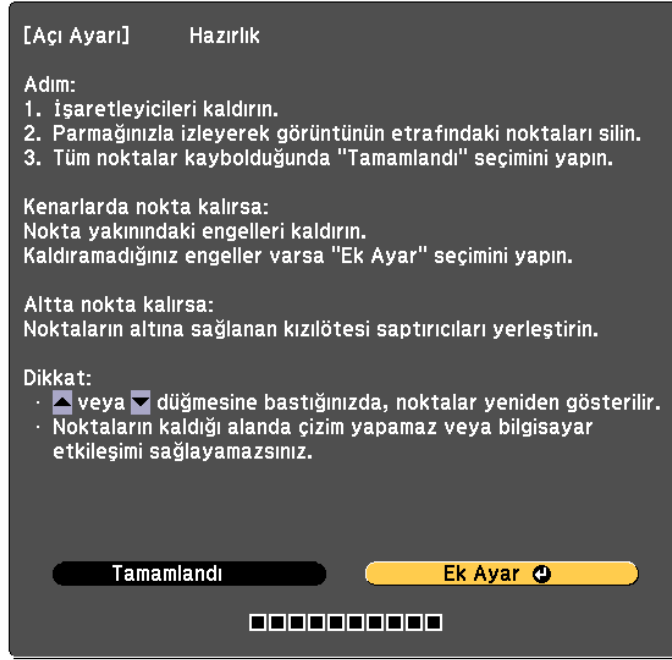 [Açı Ayarı] Hazırlık
Adım:
1. İşaretleyicileri kaldırın.
2. Parmağınızla izleyerek görüntünün etrafındaki noktaları silin.
3. Tüm noktalar kaybolduğunda "Tamamlandı" seçimini yapın.
Kenarlarda nokta kalırsa:
Nokta yakınındaki engelleri kaldırın.
Kaldıramadığınız engeller varsa "Ek Ayar" seçimini yapın.
Altta nokta kalırsa:
Noktaların altına sağlanan kızılötesi saptırıcıları yerleştirin.
Dikkat:
· ▲ veya ▼ düğmesine bastığınızda, noktalar yeniden gösterilir.
· Noktaların kaldığı alanda çizim yapamaz veya bilgisayar
etkileşimi sağlayamazsınız.
Tamamlandı
Ek Ayar